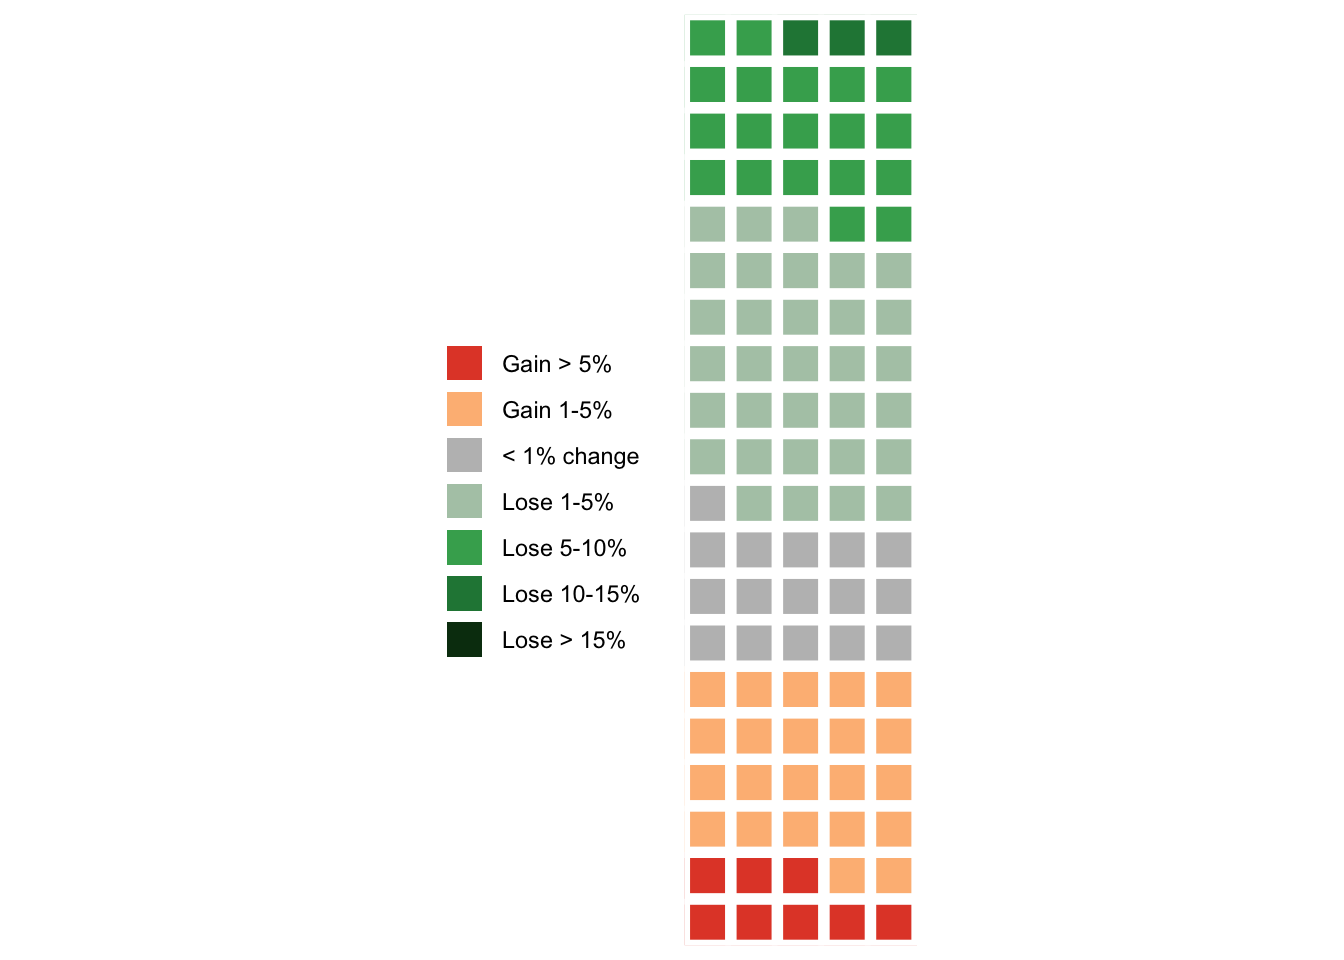 Gain > 5%
Gain 1-5%
< 1% change
Lose 1-5%
Lose 5-10%
Lose 10-15%
Lose > 15%